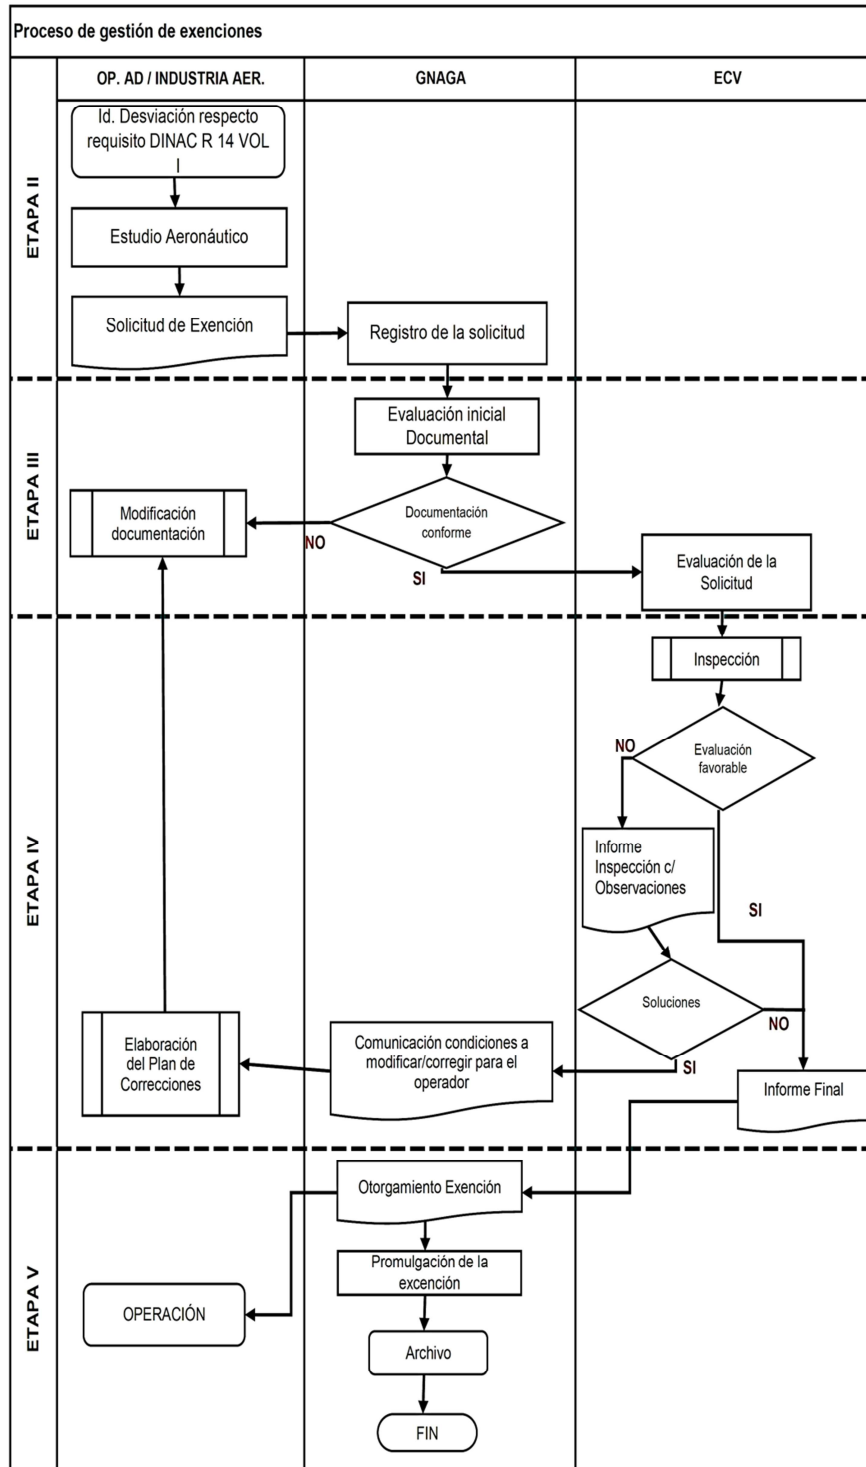 Proceso de gestión de exenciones
OP. AD / INDUSTRIA AER.
GNAGA
ECV
ETAPA II
Id. Desviación respecto
requisito DINAC R 14 VOL
I
Estudio Aeronáutico
Solicitud de Exención
Registro de la solicitud
ETAPA III
Evaluación inicial
Documental
Modificación
documentación
Documentación
conforme
NO
SI
Evaluación de la
Solicitud
ETAPA IV
Inspección
NO
Evaluación
favorable
Informe
Inspección c/
Observaciones
SI
Soluciones
NO
SI
Elaboración
del Plan de
Correcciones
Comunicación condiciones a
modificar/corregir para el
operador
Informe Final
ETAPA V
Otorgamiento Exención
Promulgación de la
excención
OPERACIÓN
Archivo
FIN